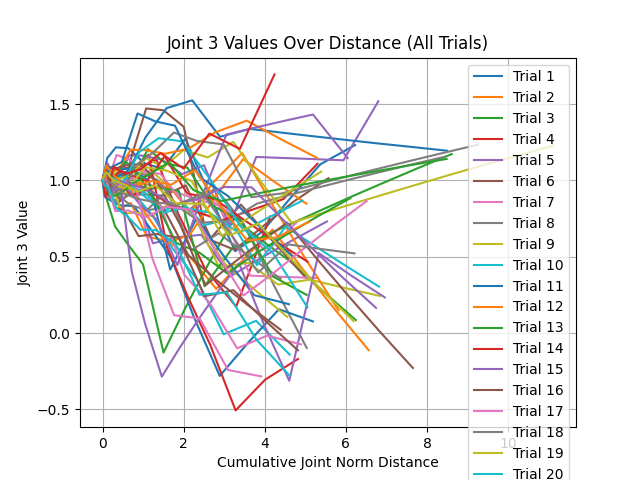 Joint 3 Values Over Distance (All Trials)
Joint 3 Value
1.5
1.0
0.5
0.0
−0.5
0
2
4
6
8
10
Cumulative Joint Norm Distance
Trial 1
Trial 2
Trial 3
Trial 4
Trial 5
Trial 6
Trial 7
Trial 8
Trial 9
Trial 10
Trial 11
Trial 12
Trial 13
Trial 14
Trial 15
Trial 16
Trial 17
Trial 18
Trial 19
Trial 20